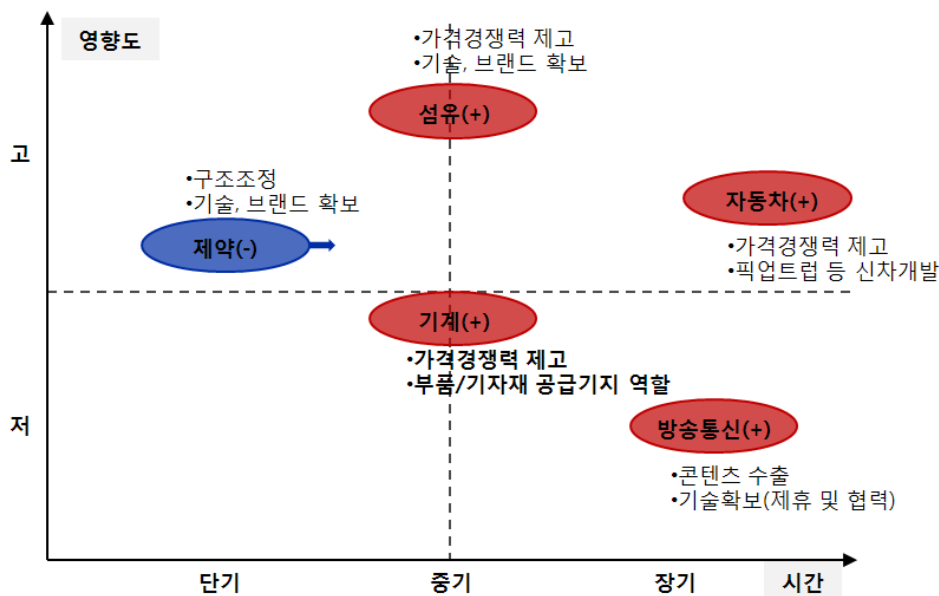 영향도
•가격경쟁력 제고
•기술, 브랜드 확보
섬유(+)
고
•구조조정
•기술, 브랜드 확보
제약(-)
자동차(+)
•가격경쟁력 제고
•픽업트럽 등 신차개발
기계(+)
•가격경쟁력 제고
•부품/기자재 공급기지 역할
저
방송통신(+)
•콘텐츠 수출
•기술확보(제휴 및 협력)
단기
중기
장기
시간